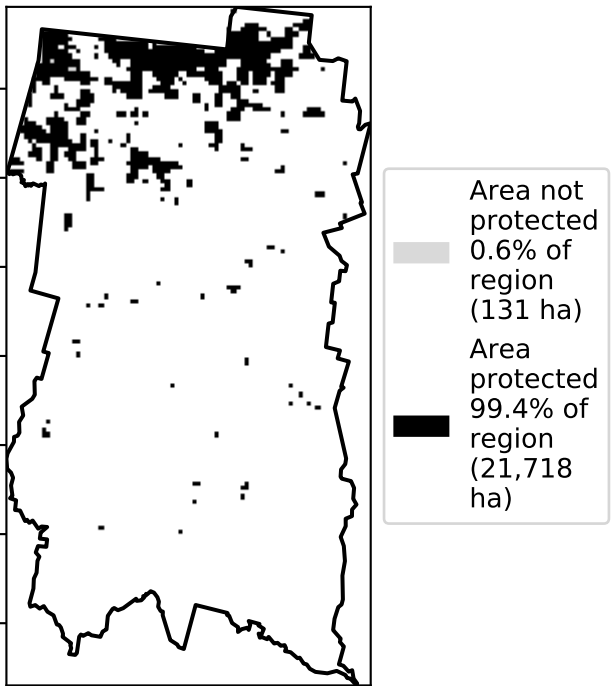 Area not
protected
0.6% of
region
(131 ha)
Area
protected
99.4% of
region
(21,718
ha)